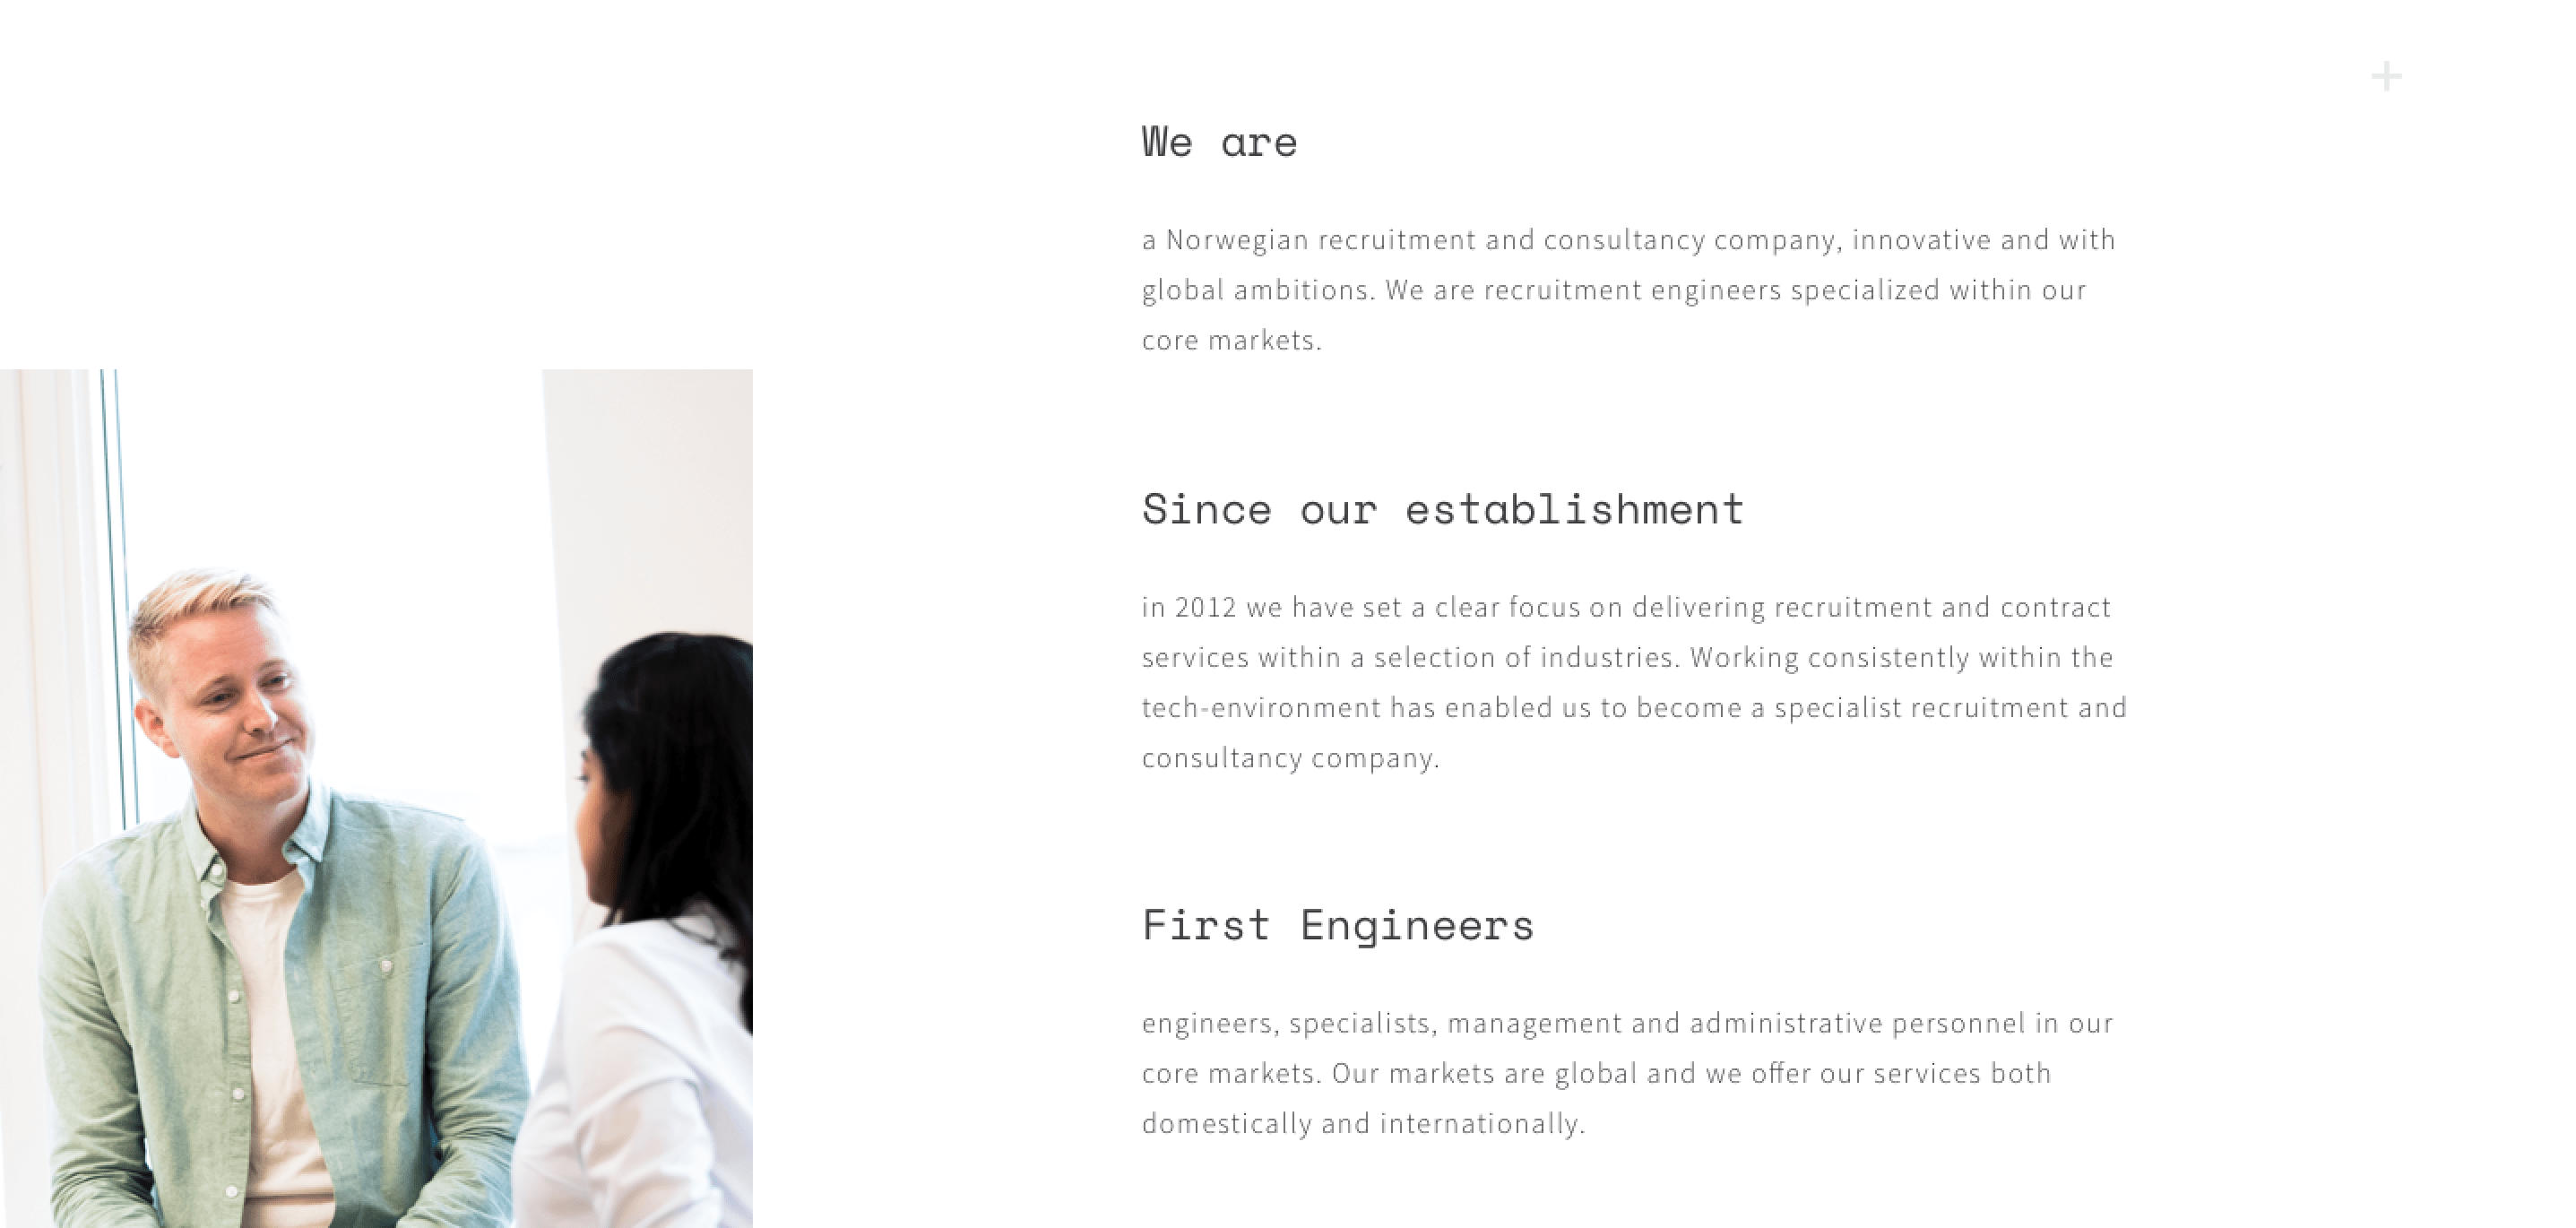 We are
a Norwegian recruitment and consultancy company, innovative and with
global ambitions. We are recruitment engineers specialized within our
core markets.
Since our establishment
in 2012 we have set a clear focus on delivering recruitment and contract
services within a selection of industries. Working consistently within the
tech-environment has enabled us to become a specialist recruitment and
consultancy company.
First Engineers
engineers, specialists, management and administrative personnel in our
core markets. Our markets are global and we offer our services both
domestically and internationally.